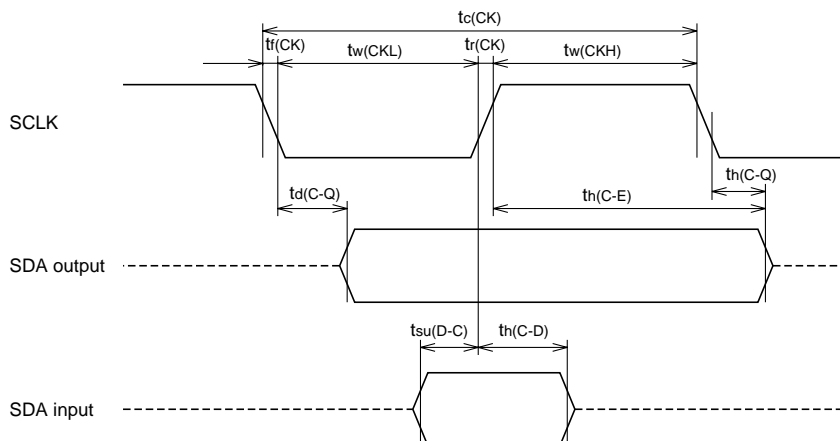 tc(CK)
tf(CK) tw(CKL) tr(CK) tw(CKH)
SCLK
th(C-Q)
td(C-Q) th(C-E)
SDA output
tsu(D-C) th(C-D)
SDA input